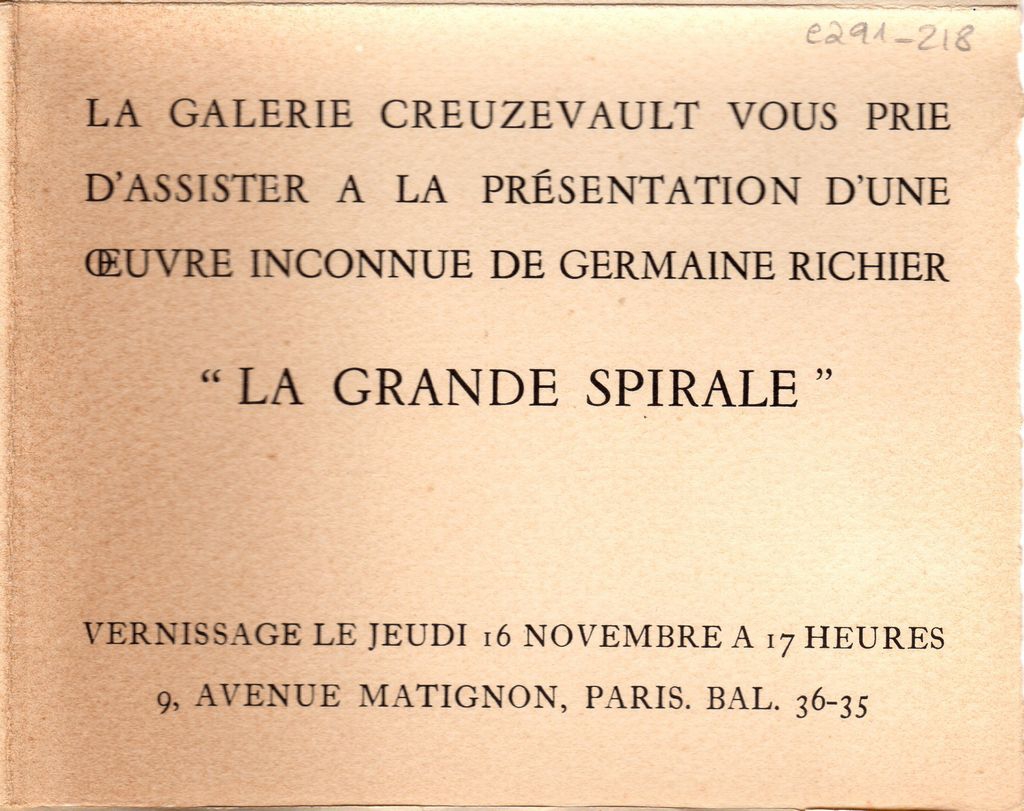 e291-218
LA GALERIE CREUZEVAULT VOUS PRIE
D'ASSISTER A LA PRÉSENTATION D'UNE
ŒUVRE INCONNUE DE GERMAINE RICHIER
“ LA GRANDE SPIRALE ”
VERNISSAGE LE JEUDI 16 NOVEMBRE A 17 HEURES
9, AVENUE MATIGNON, PARIS. BAL. 36-35